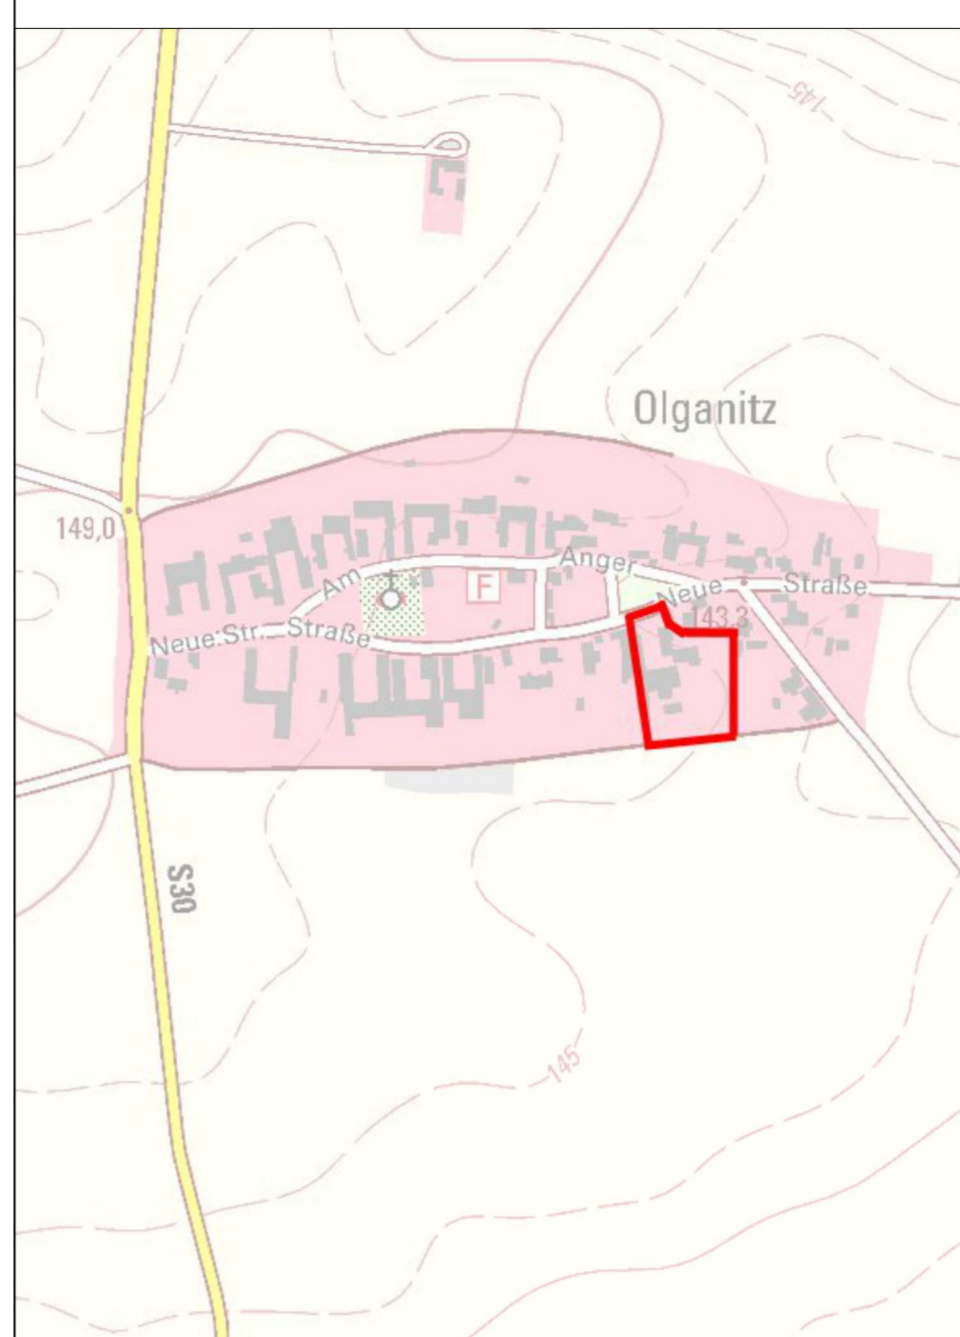 145
Olganitz
149,0
Anger
Am
F
Neue Straße
143,3
Neue Str.
Straße
S30
145